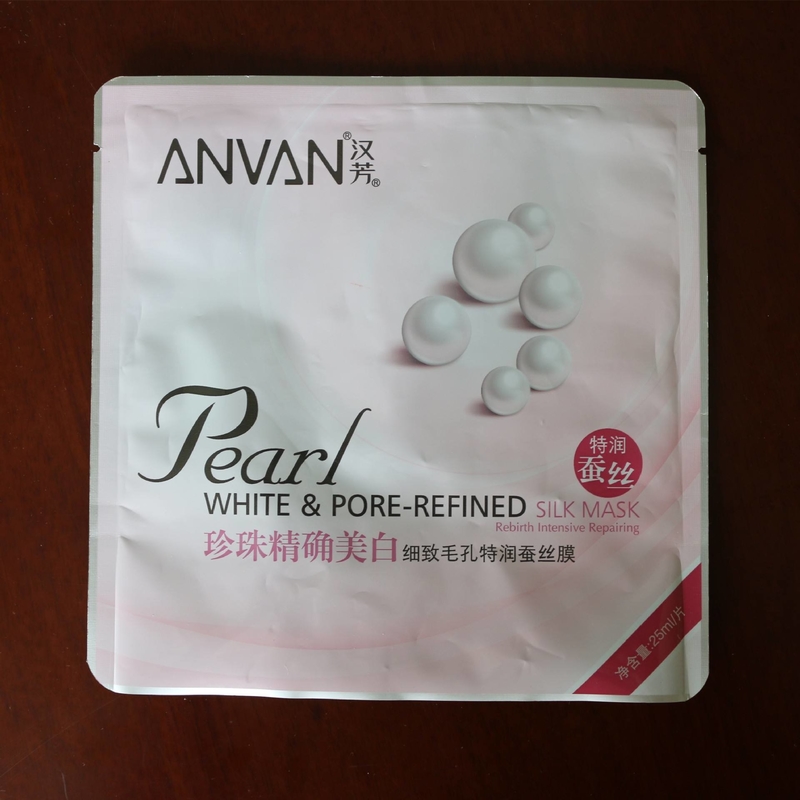 ANVAN®汉芳®
Pearl
特润
蚕丝
WHITE & PORE-REFINED SILK MASK
Rebirth Intensive Repairing
珍珠精确美白细致毛孔特润蚕丝膜
净含量:25ml/片